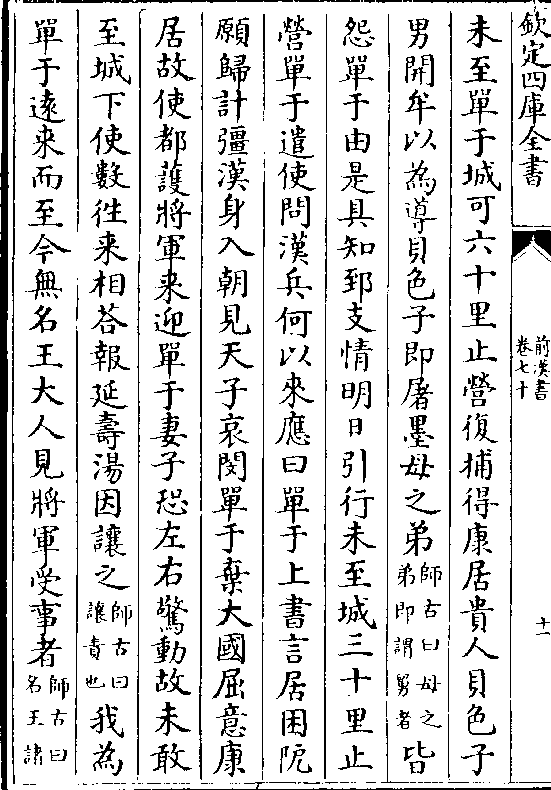 欽定四庫全書
前漢書
卷七十
十一
未至單于城可六十里止營復捕得康居貴人貝色子
男開牟以為導貝色子即屠墨母之弟師古曰母之弟即謂舅者皆
怨單于由是具知郅支情明日引行未至城三十里止
營單于遣使問漢兵何以來應曰單于上書言居困阨
願歸計彊漢身入朝見天子哀閔單于棄大國屈意康
居故使都護將軍来迎單于妻子恐左右驚動故未敢
至城下使數徃来相荅報延壽湯因讓之師古曰讓責也我為
單于遠来而至今無名王大人見將軍受事者師古曰名王諸